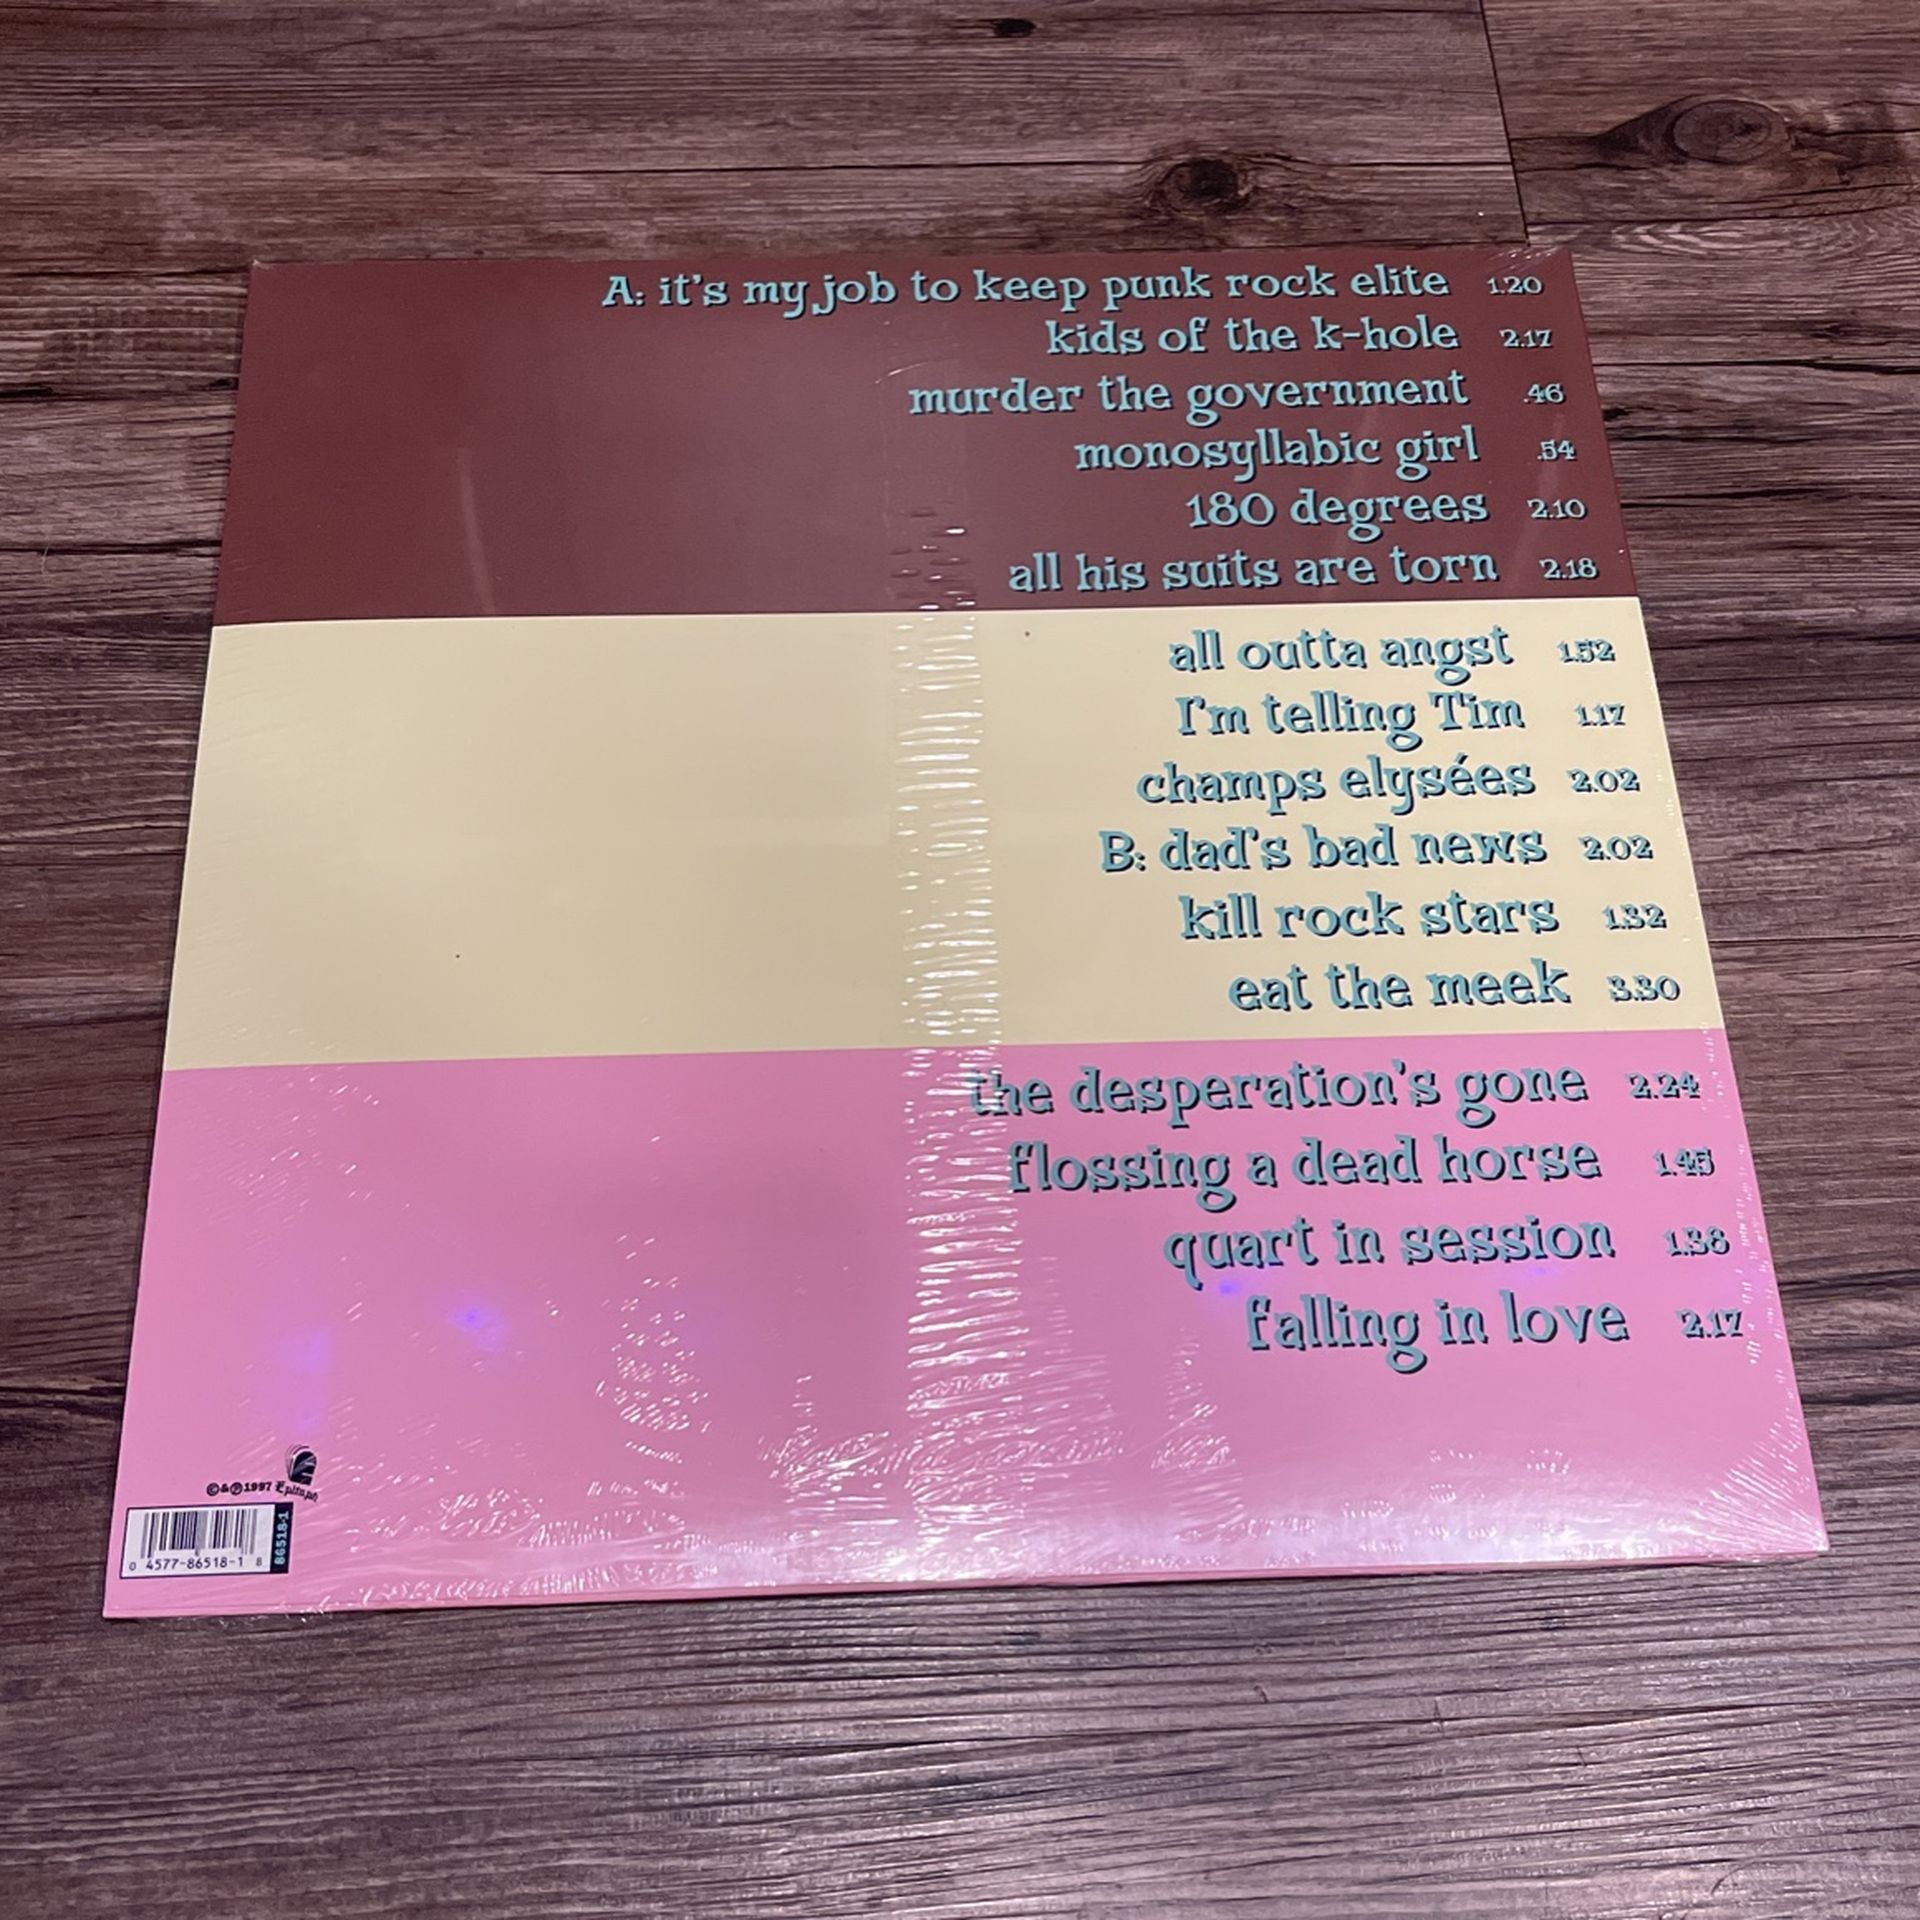 A: it's my job to keep punk rock elite 1.20
kids of the k-hole 2.17
murder the government .46
monosyllabic girl .54
180 degrees 2.10
all his suits are torn 2.18
all outta angst 1.52
I'm telling Tim 1.17
champs elysées 2.02
B: dad's bad news 2.02
kill rock stars 1.32
eat the meek 3.30
the desperation's gone 2.24
flossing a dead horse 1.45
quart in session 1.38
falling in love 2.17
©&℗1997 Epitaph
0 4577-86518-1 8
86518-1